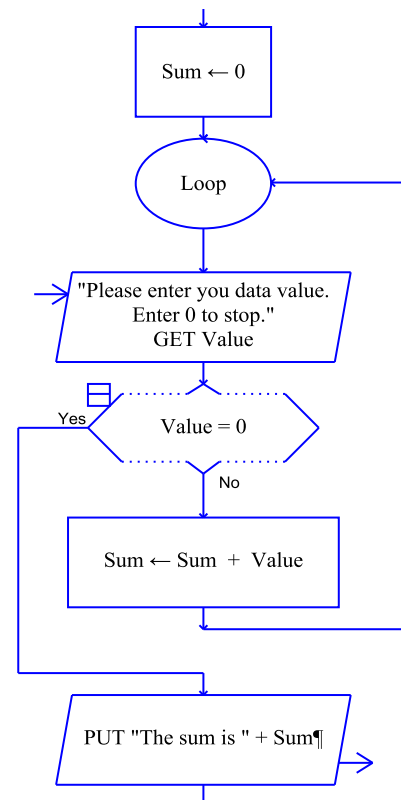 Sum ← 0
Loop
"Please enter you data value.
Enter 0 to stop."
GET Value
Yes
Value = 0
No
Sum ← Sum + Value
PUT "The sum is " + Sum¶